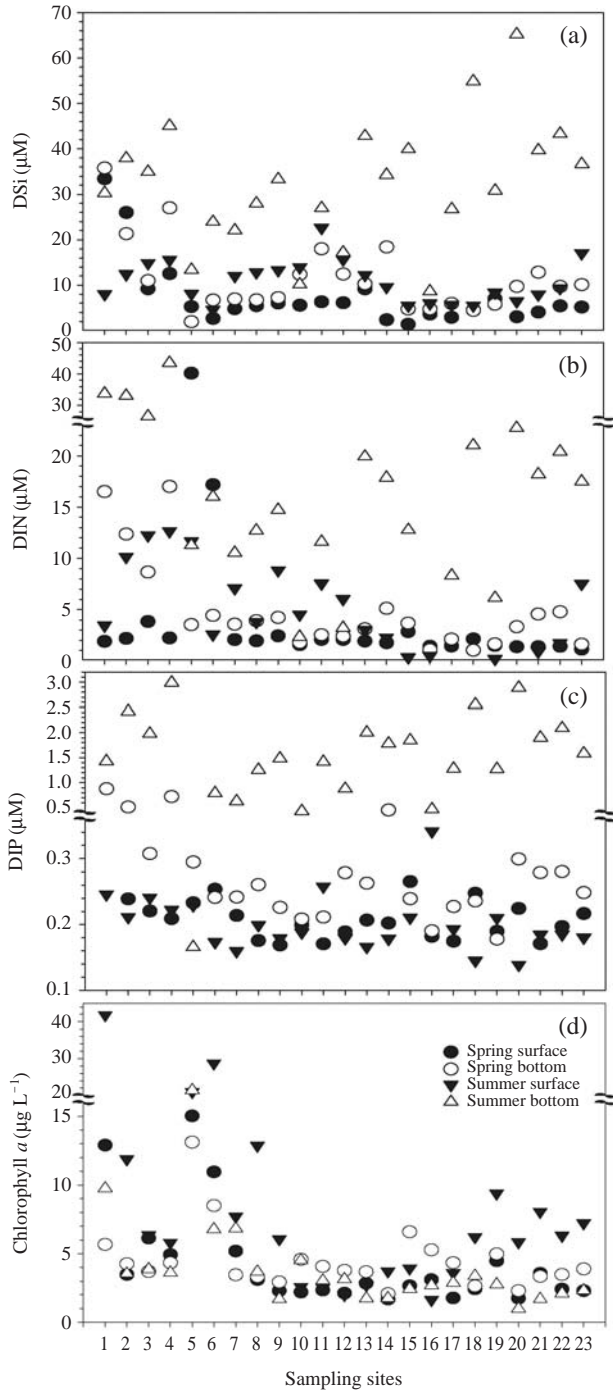 (a)
70
60
50
40
30
20
10
0
DSi (µM)
(b)
50
40
30
20
15
10
5
0
DIN (µM)
(c)
3.0
2.5
2.0
1.5
1.0
0.5
0.3
0.2
0.1
DIP (µM)
(d)
40
30
20
15
10
5
0
Chlorophyll a (µg L−1)
Spring surface
Spring bottom
Summer surface
Summer bottom
1 2 3 4 5 6 7 8 9 10 11 12 13 14 15 16 17 18 19 20 21 22 23
Sampling sites